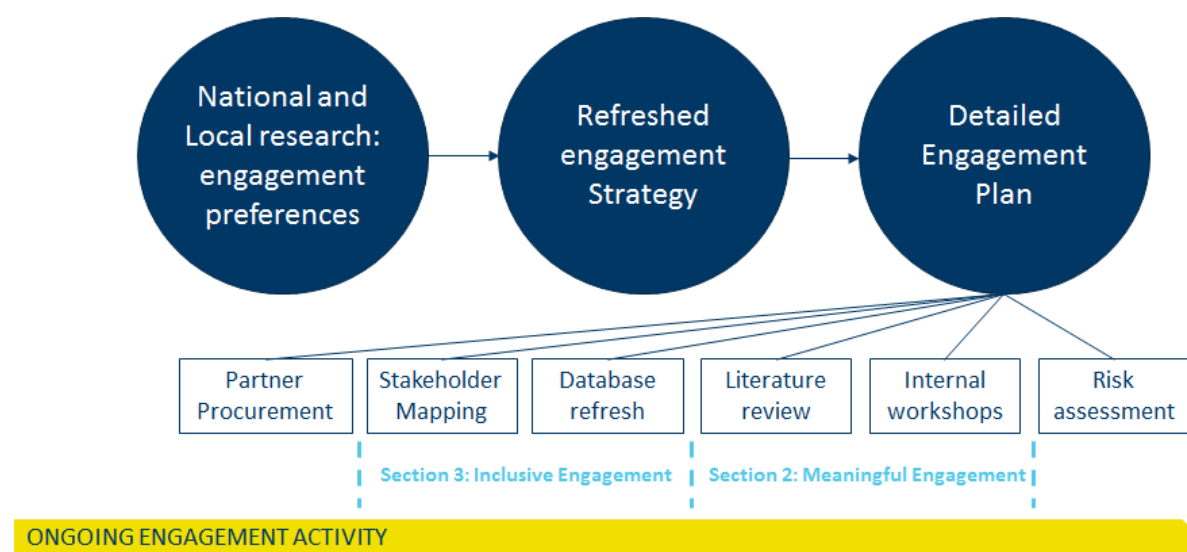 National and
Local research:
engagement
preferences
Refreshed
engagement
Strategy
Detailed
Engagement
Plan
Partner
Procurement
Stakeholder
Mapping
Database
refresh
Literature
review
Internal
workshops
Risk
assessment
Section 3: Inclusive Engagement
Section 2: Meaningful Engagement
ONGOING ENGAGEMENT ACTIVITY